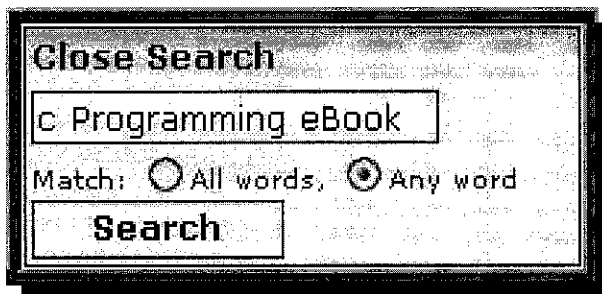 Close Search
c Programming eBook
Match: All words, Any word
Search